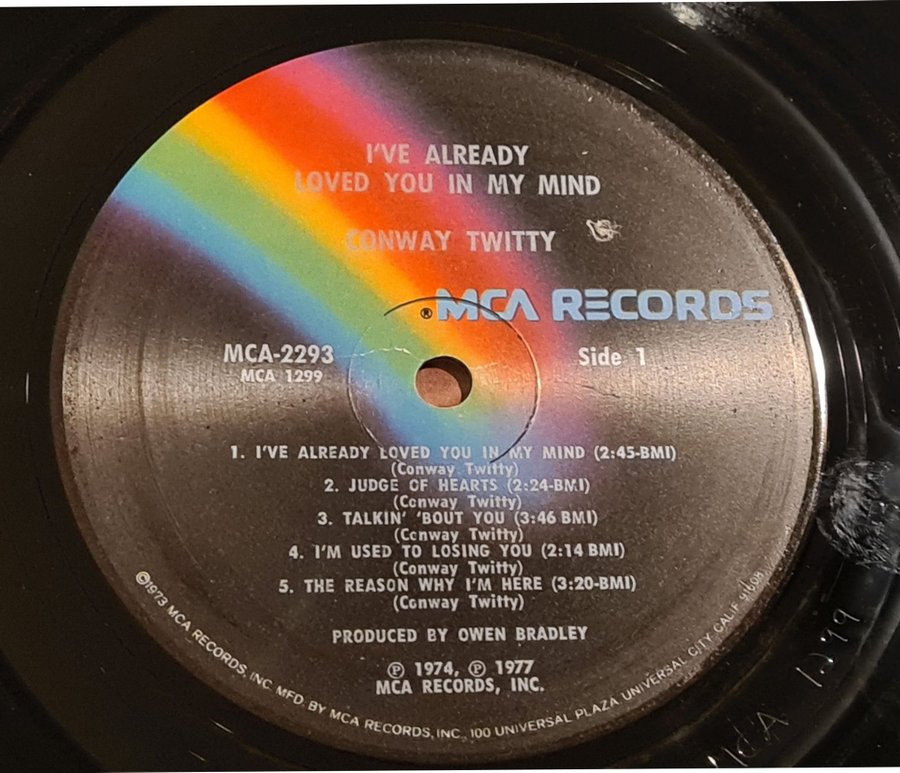 I'VE ALREADY
LOVED YOU IN MY MIND
CONWAY TWITTY
® MCA RECORDS
MCA-2293
MCA 1299
Side 1
1. I'VE ALREADY LOVED YOU IN MY MIND (2:45-BMI)
(Conway Twitty)
2. JUDGE OF HEARTS (2:24-BMI)
(Conway Twitty)
3. TALKIN' 'BOUT YOU (3:46 BMI)
(Conway Twitty)
4. I'M USED TO LOSING YOU (2:14 BMI)
(Conway Twitty)
5. THE REASON WHY I'M HERE (3:20-BMI)
(Conway Twitty)
PRODUCED BY OWEN BRADLEY
℗ 1974, ℗ 1977
MCA RECORDS, INC.
©1973 MCA RECORDS, INC. MFD. BY MCA RECORDS, INC., 100 UNIVERSAL PLAZA UNIVERSAL CITY, CALIF. 91608
MCA 1299